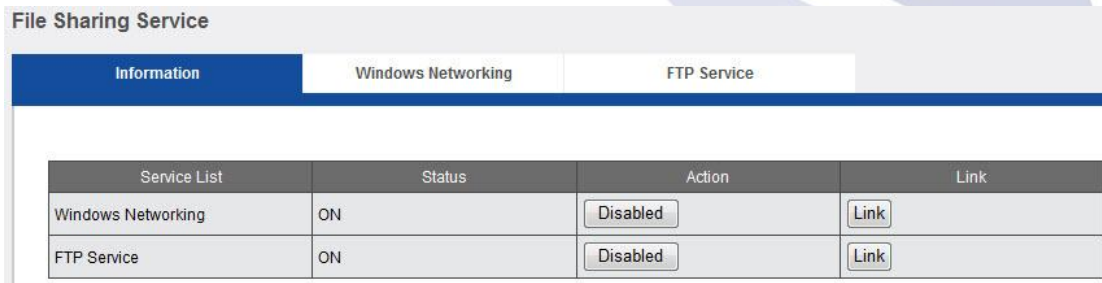 File Sharing Service
Information Windows Networking FTP Service
Service List Status Action Link
Windows Networking ON Disabled Link
FTP Service ON Disabled Link